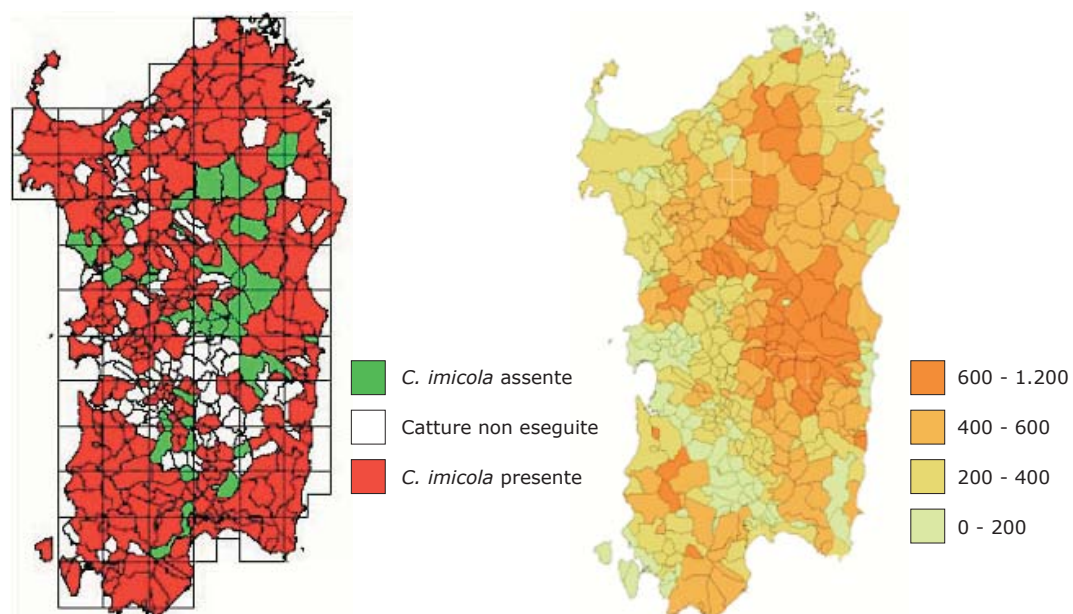 C. imicola assente
Catture non eseguite
C. imicola presente
600 - 1.200
400 - 600
200 - 400
0 - 200